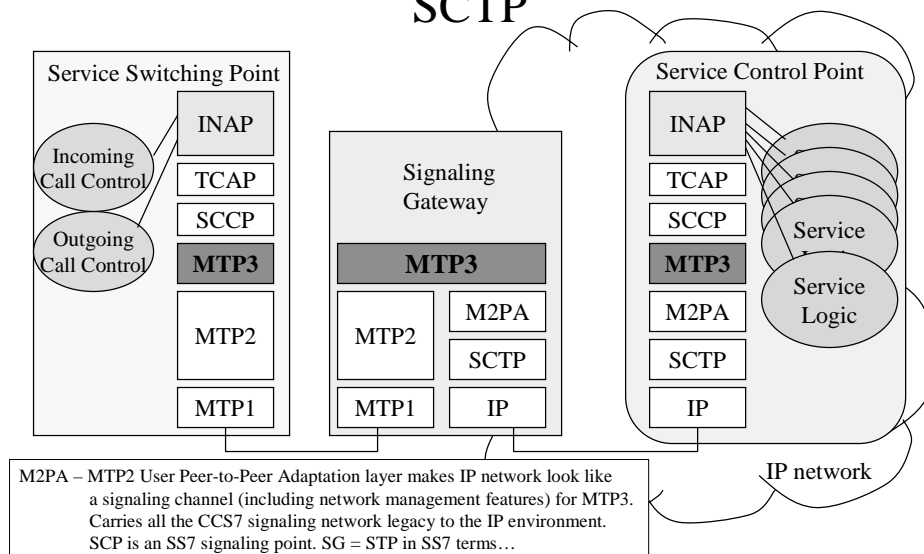 SCTP
Service Switching Point
INAP
Incoming
Call Control
TCAP
SCCP
Outgoing
Call Control
MTP3
MTP2
MTP1
Signaling
Gateway
MTP3
MTP2
M2PA
SCTP
MTP1
IP
Service Control Point
INAP
TCAP
SCCP
MTP3
M2PA
SCTP
IP
Service
Service
Logic
IP network
M2PA – MTP2 User Peer-to-Peer Adaptation layer makes IP network look like
a signaling channel (including network management features) for MTP3.
Carries all the CCS7 signaling network legacy to the IP environment.
SCP is an SS7 signaling point. SG = STP in SS7 terms…